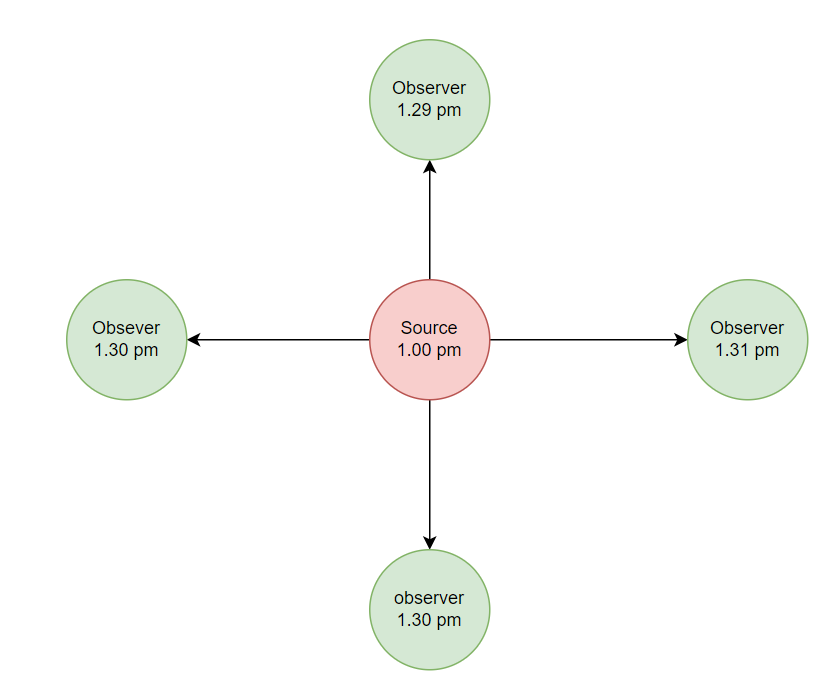 Observer
1.29 pm
Obsever
1.30 pm
Source
1.00 pm
Observer
1.31 pm
observer
1.30 pm